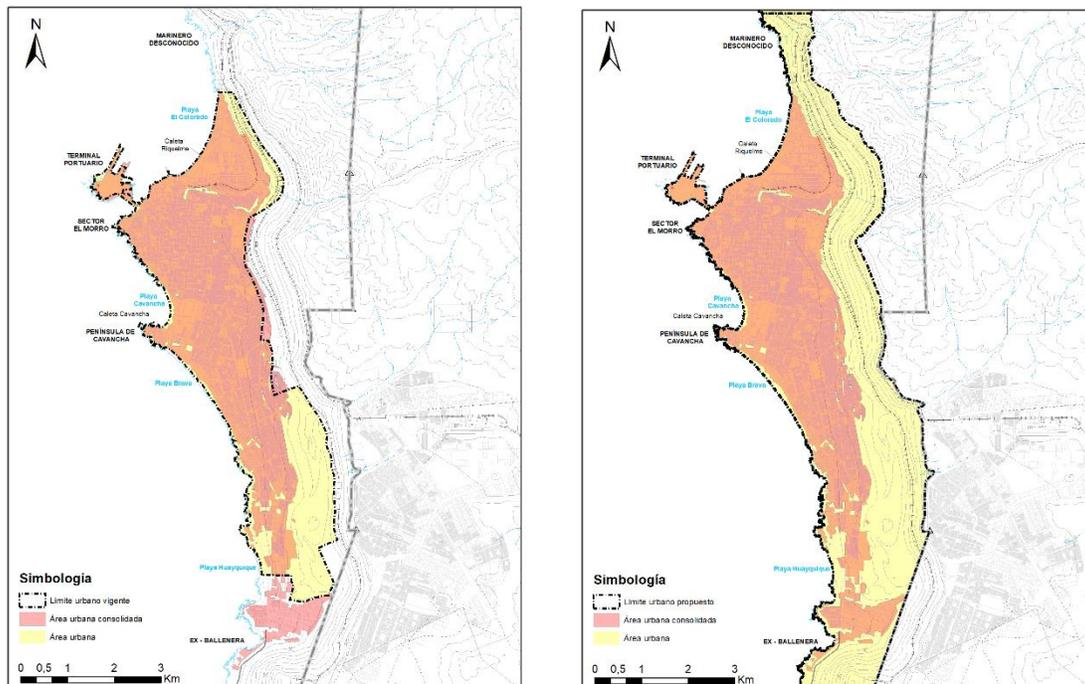 N
MARINERO
DESCONOCIDO
Playa
El Colorado
Caleta
Riquelme
TERMINAL
PORTUARIO
SECTOR
EL MORRO
Playa
Cavancha
Caleta Cavancha
PENÍNSULA DE
CAVANCHA
Playa Brava
Playa Huayquique
EX - BALLENERA
Simbología
Límite urbano vigente
Área urbana consolidada
Área urbana
0 0,5 1 2 3
Km
N
MARINERO
DESCONOCIDO
Playa
El Colorado
Caleta
Riquelme
TERMINAL
PORTUARIO
SECTOR
EL MORRO
Playa
Cavancha
Caleta Cavancha
PENÍNSULA DE
CAVANCHA
Playa Brava
Playa Huayquique
EX - BALLENERA
Simbología
Límite urbano propuesto
Área urbana consolidada
Área urbana
0 0,5 1 2 3
Km